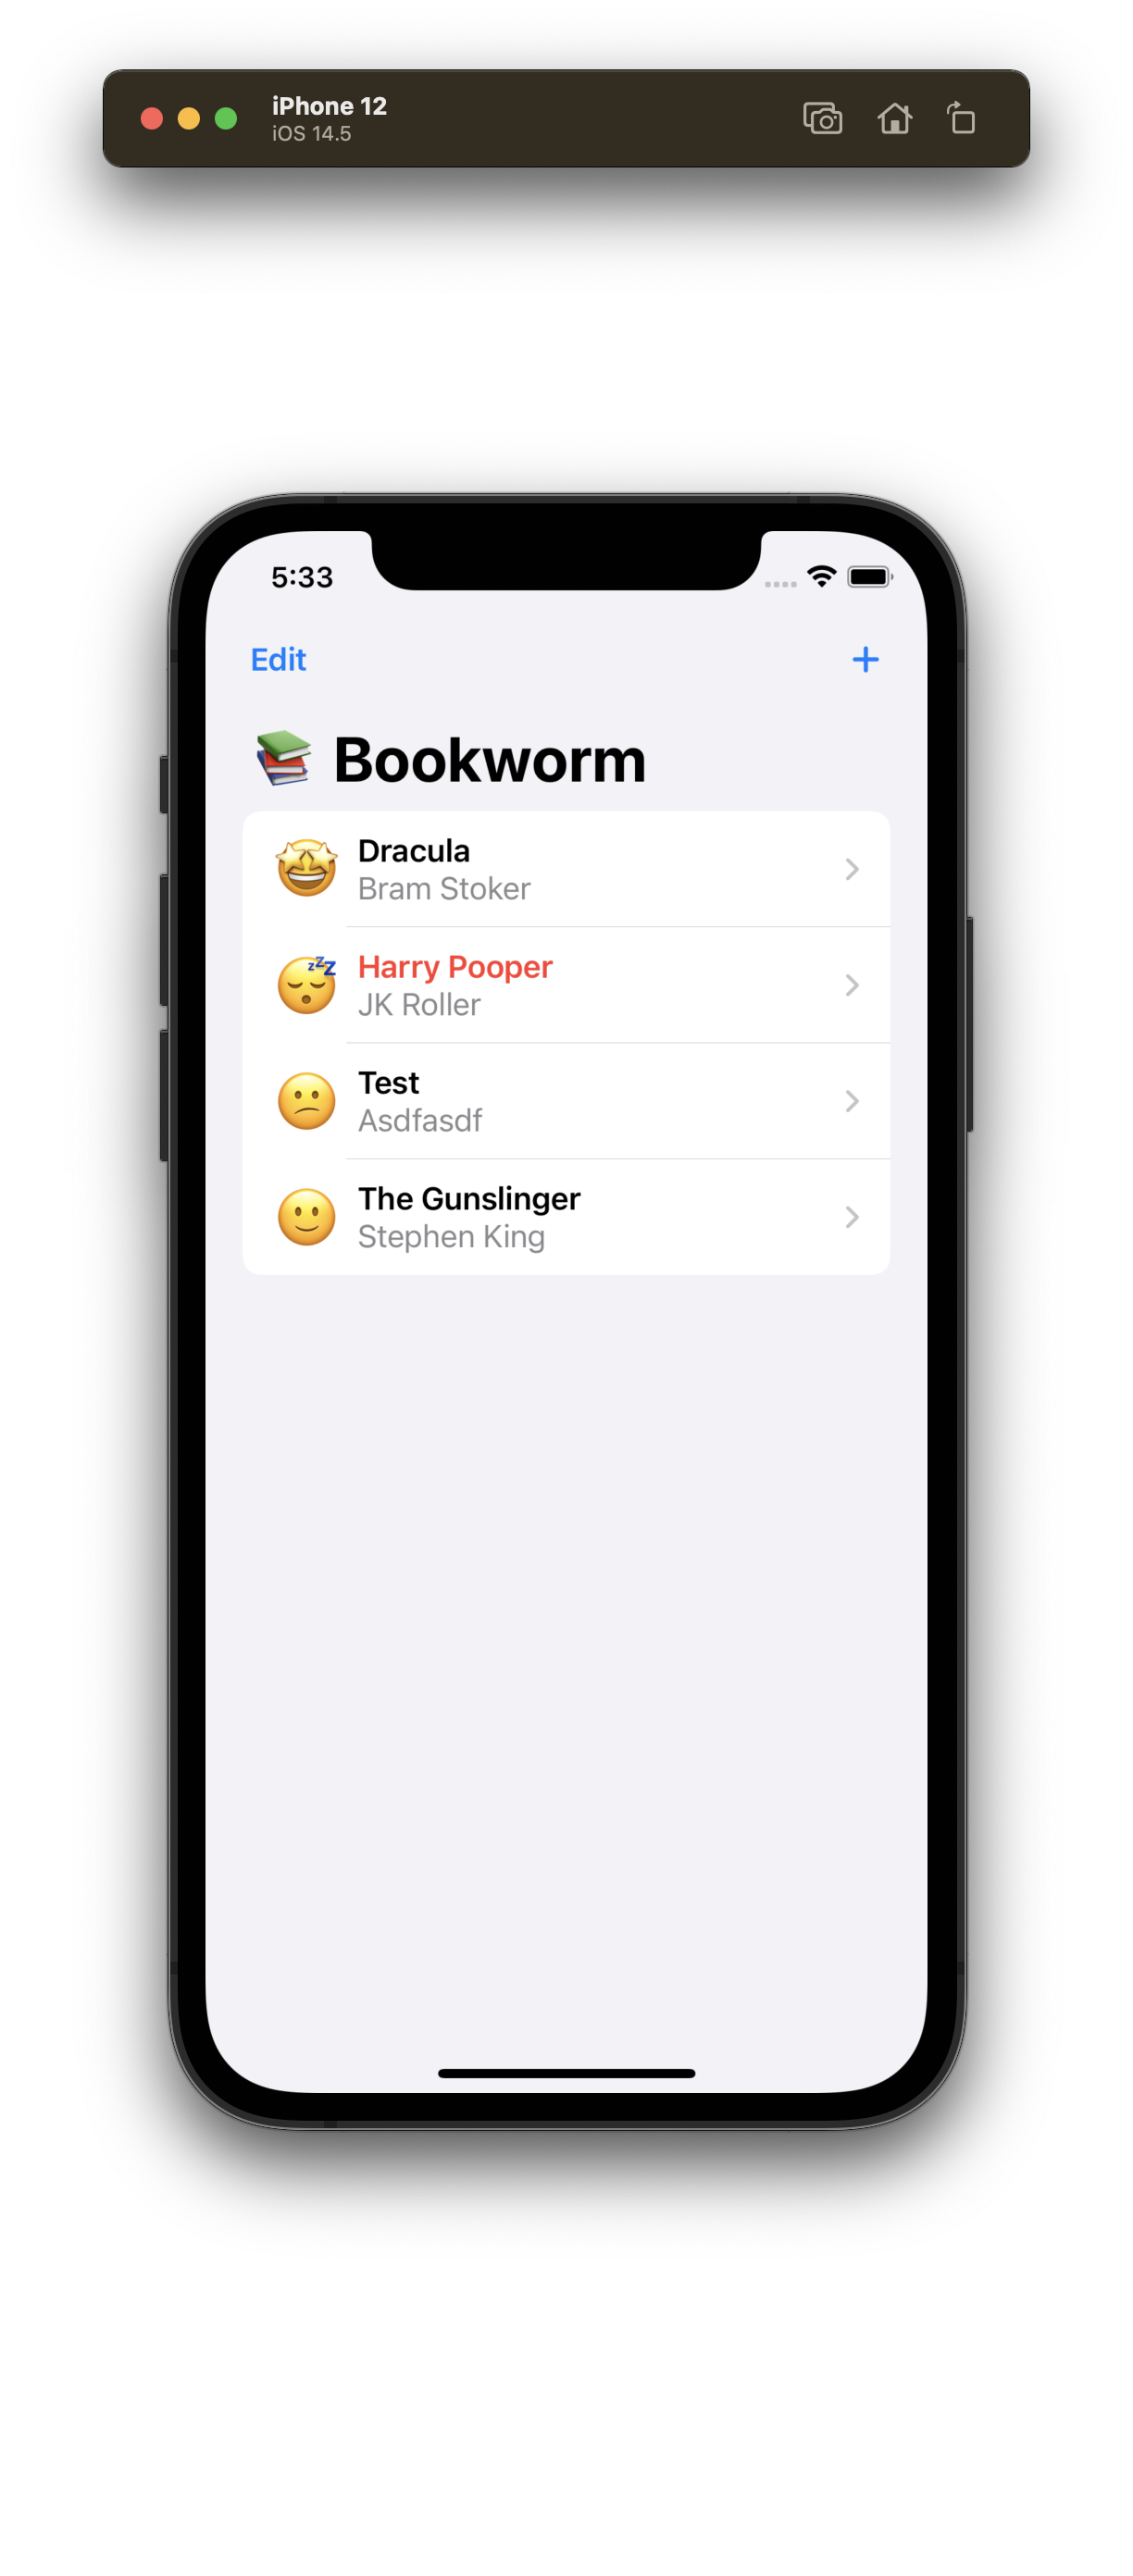 iPhone 12
iOS 14.5
5:33
Edit
+
📚 Bookworm
Dracula
Bram Stoker
Harry Pooper
JK Roller
Test
Asdfasdf
The Gunslinger
Stephen King